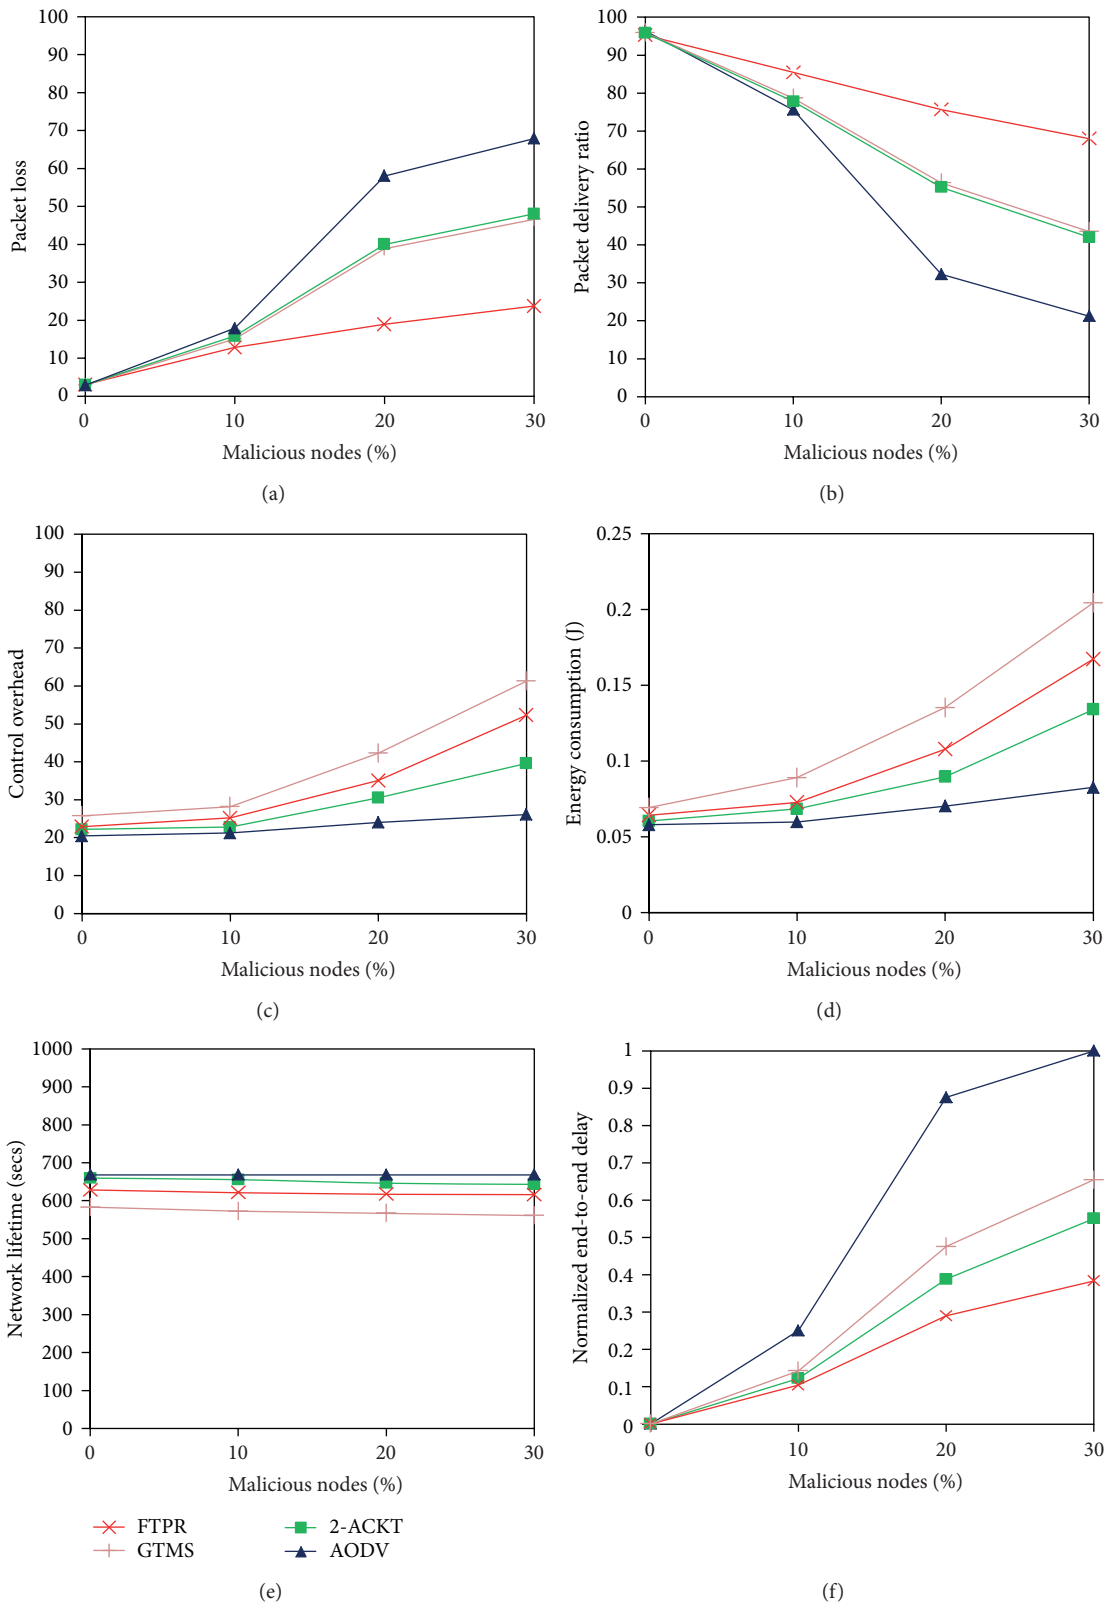 100
90
80
70
60
50
40
30
20
10
0
Packet loss
0 10 20 30
Malicious nodes (%)
(a)
100
90
80
70
60
50
40
30
20
10
0
Packet delivery ratio
0 10 20 30
Malicious nodes (%)
(b)
100
90
80
70
60
50
40
30
20
10
0
Control overhead
0 10 20 30
Malicious nodes (%)
(c)
0.25
0.2
0.15
0.1
0.05
0
Energy consumption (J)
0 10 20 30
Malicious nodes (%)
(d)
1000
900
800
700
600
500
400
300
200
100
0
Network lifetime (secs)
0 10 20 30
Malicious nodes (%)
FTPR
GTMS
2-ACKT
AODV
(e)
1
0.9
0.8
0.7
0.6
0.5
0.4
0.3
0.2
0.1
0
Normalized end-to-end delay
0 10 20 30
Malicious nodes (%)
(f)